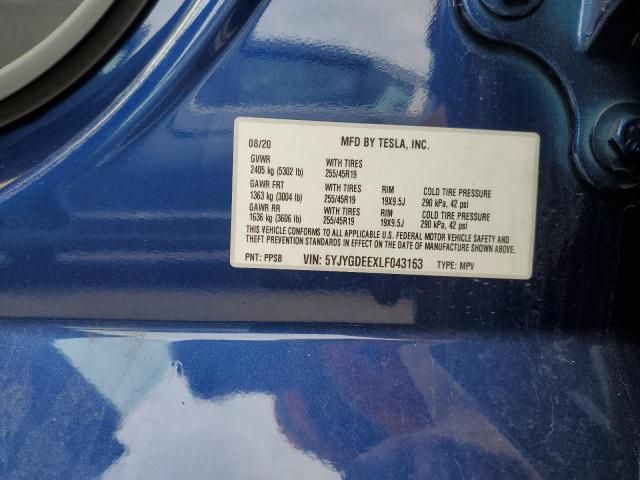 08/20 MFD BY TESLA, INC.
GVWR WITH TIRES
2405 kg (5302 lb) 255/45R19
GAWR FRT WITH TIRES RIM COLD TIRE PRESSURE
1363 kg (3004 lb) 255/45R19 19X9.5J 290 kPa, 42 psi
GAWR RR WITH TIRES RIM COLD TIRE PRESSURE
1636 kg (3606 lb) 255/45R19 19X9.5J 290 kPa, 42 psi
THIS VEHICLE CONFORMS TO ALL APPLICABLE U.S. FEDERAL MOTOR VEHICLE SAFETY AND
THEFT PREVENTION STANDARDS IN EFFECT ON THE DATE OF MANUFACTURE SHOWN ABOVE.
PNT: PPSB VIN: 5YJYGDEEXLF043163 TYPE: MPV